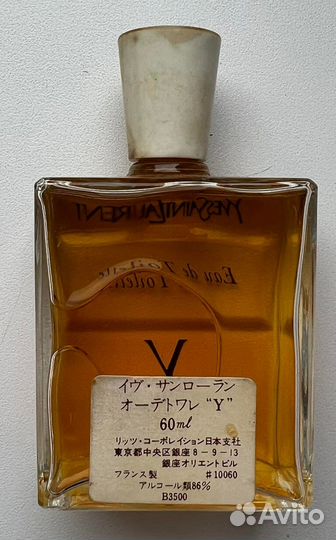 YVES SAINT LAURENT
Eau de Toilette
Y
イヴ・サンローラン
オーデトワレ “Y”
60ml
リッツ・コーポレイション日本支社
東京都中央区銀座8-9-13
銀座オリエントビル
フランス製 #10060
アルコール類86%
B3500
Avito